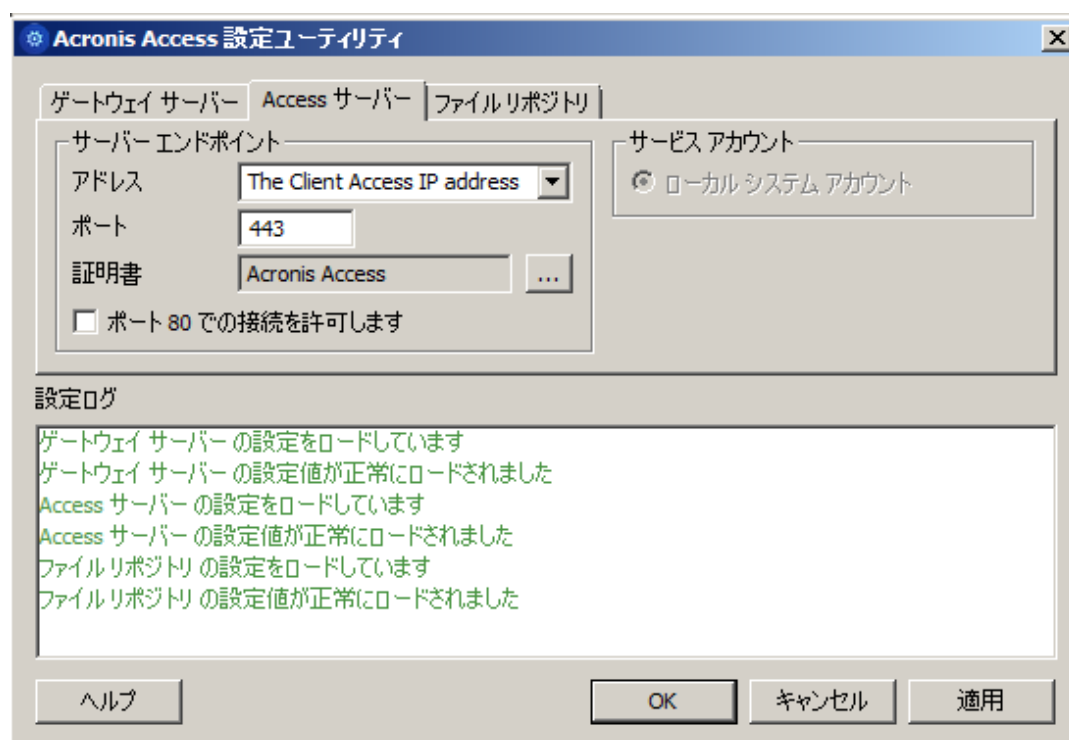 Acronis Access 設定ユーティリティ
ゲートウェイ サーバー Access サーバー ファイル リポジトリ
サーバー エンドポイント
アドレス The Client Access IP address
ポート 443
証明書 Acronis Access ...
ポート 80 での接続を許可します
サービス アカウント
ローカル システム アカウント
設定ログ
ゲートウェイ サーバー の設定をロードしています
ゲートウェイ サーバー の設定値が正常にロードされました
Access サーバー の設定をロードしています
Access サーバー の設定値が正常にロードされました
ファイル リポジトリ の設定をロードしています
ファイル リポジトリ の設定値が正常にロードされました
ヘルプ OK キャンセル 適用